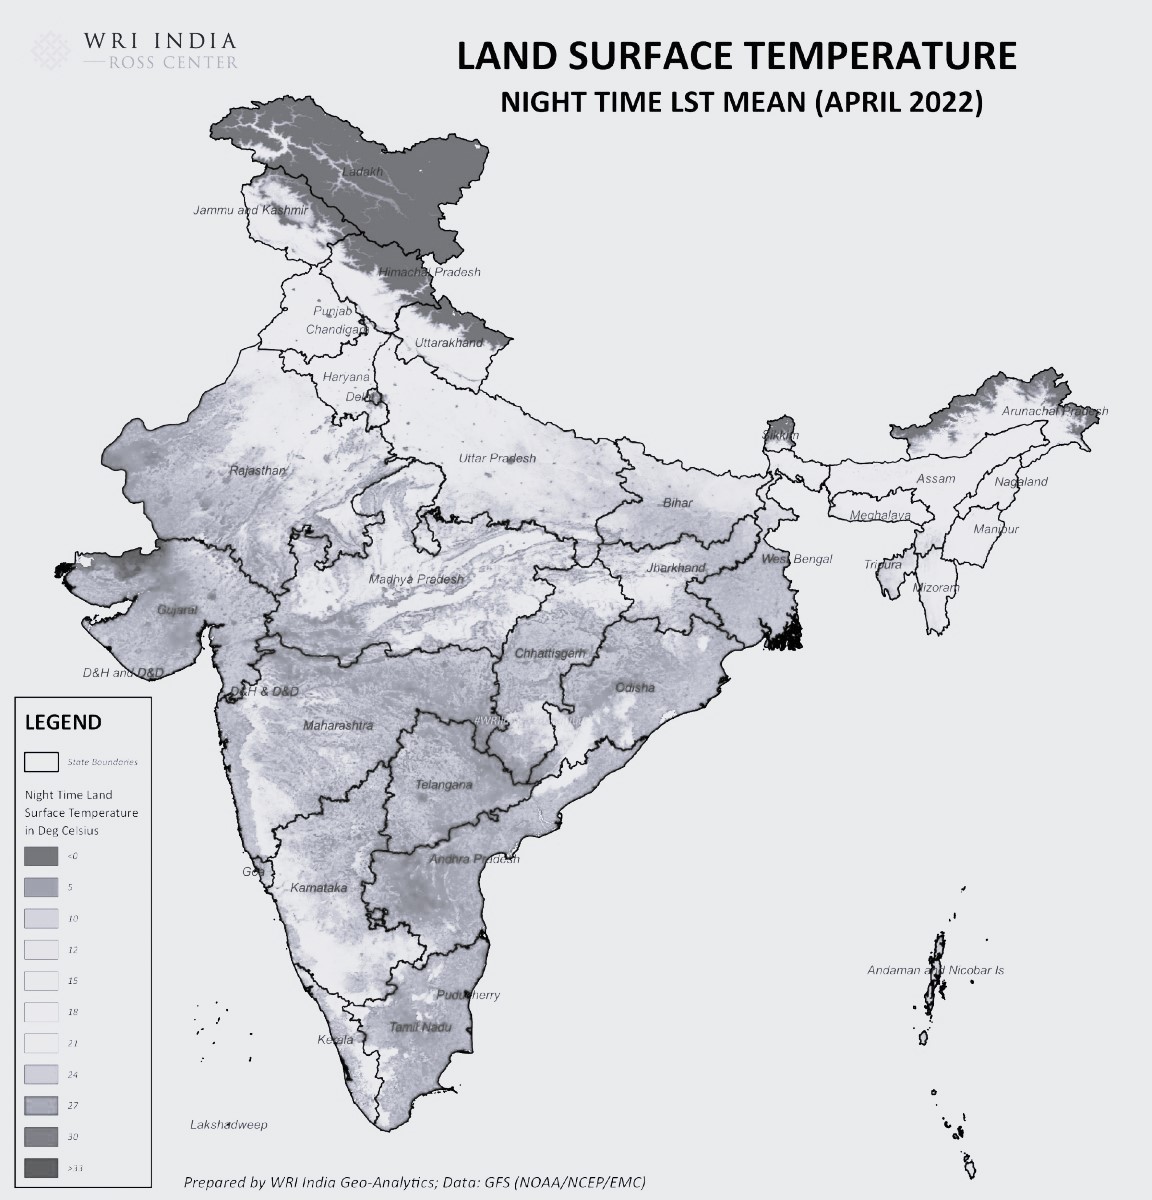 WRI INDIA
ROSS CENTER
LAND SURFACE TEMPERATURE
NIGHT TIME LST MEAN (APRIL 2022)
Ladakh
Jammu and Kashmir
Himachal Pradesh
Punjab
Chandigarh
Uttarakhand
Haryana
Delhi
Arunachal Pradesh
Sikkim
Uttar Pradesh
Rajasthan
Assam
Nagaland
Bihar
Meghalaya
Manipur
West Bengal
Jharkhand
Tripura
Madhya Pradesh
Mizoram
Gujarat
Chhattisgarh
D&H and D&D
D&H & D&D
Odisha
Maharashtra
Telangana
Andhra Pradesh
Goa
Karnataka
Andaman and Nicobar Is
Puducherry
Tamil Nadu
Kerala
Lakshadweep
LEGEND
State Boundaries
Night Time Land
Surface Temperature
in Deg Celsius
<0
5
10
12
15
18
21
24
27
30
>33
Prepared by WRI India Geo-Analytics; Data: GFS (NOAA/NCEP/EMC)